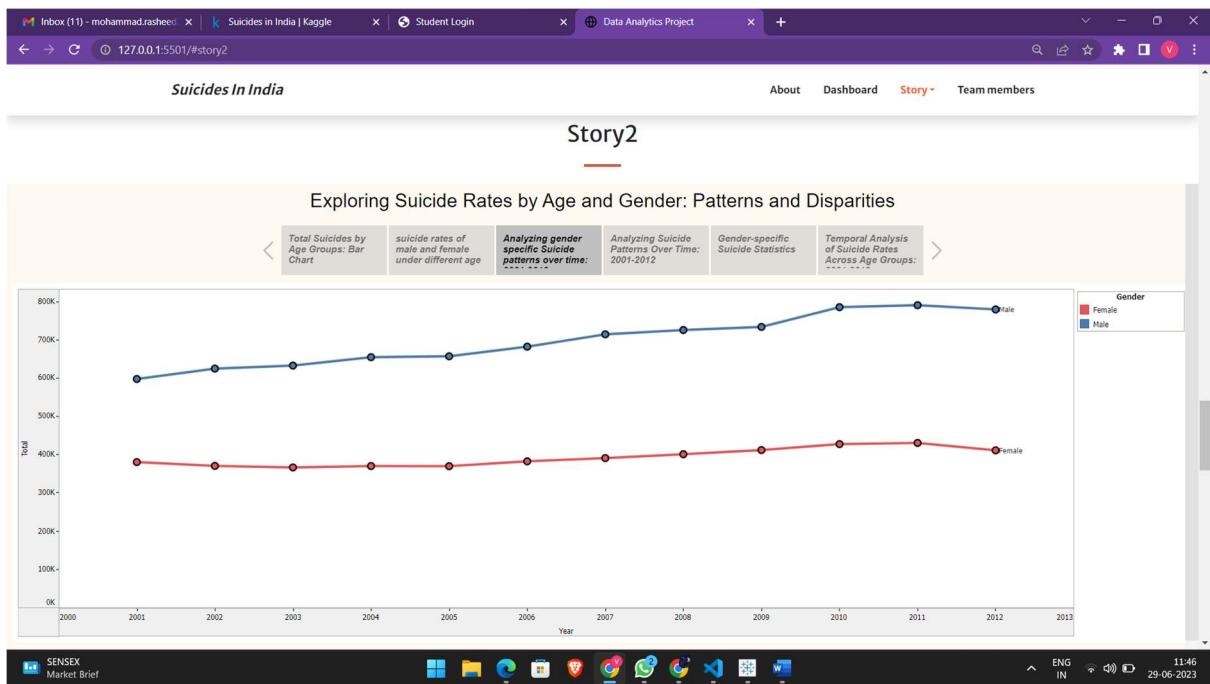 Inbox (11) - mohammad.rasheed
Suicides in India | Kaggle
Student Login
Data Analytics Project
127.0.0.1:5501/#story2
V
Suicides In India
About
Dashboard
Story
Team members
Story2
Exploring Suicide Rates by Age and Gender: Patterns and Disparities
Total Suicides by
Age Groups: Bar
Chart
suicide rates of
male and female
under different age
Analyzing gender
specific Suicide
patterns over time:
Analyzing Suicide
Patterns Over Time:
2001-2012
Gender-specific
Suicide Statistics
Temporal Analysis
of Suicide Rates
Across Age Groups:
800K
700K
600K
500K
400K
300K
200K
100K
0K
Total
Male
Female
2000 2001 2002 2003 2004 2005 2006 2007 2008 2009 2010 2011 2012 2013
Year
Gender
Female
Male
SENSEX
Market Brief
2
ENG
IN
11:46
29-06-2023